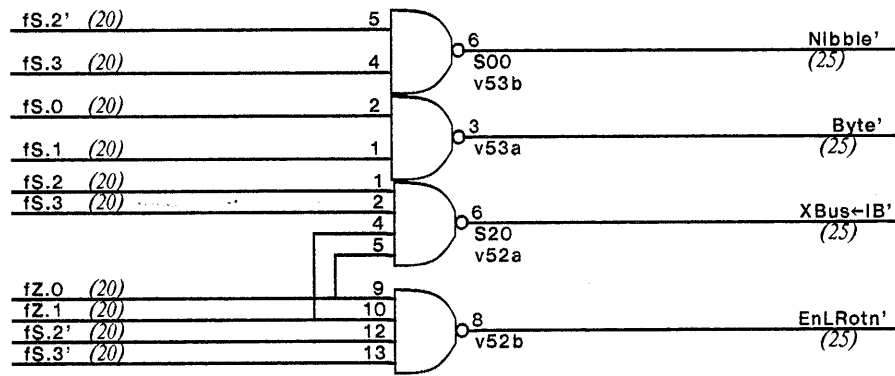 fS.2' (20) 5
6 Nibble'
fS.3 (20) 4 S00 (25)
v53b
fS.0 (20) 2
3 Byte'
fS.1 (20) 1 v53a (25)
fS.2 (20) 1
fS.3 (20) 2 6 XBus←IB'
4 S20 (25)
5 v52a
fZ.0 (20) 9
fZ.1 (20) 10 8 EnLRotn'
fS.2' (20) 12 v52b (25)
fS.3' (20) 13